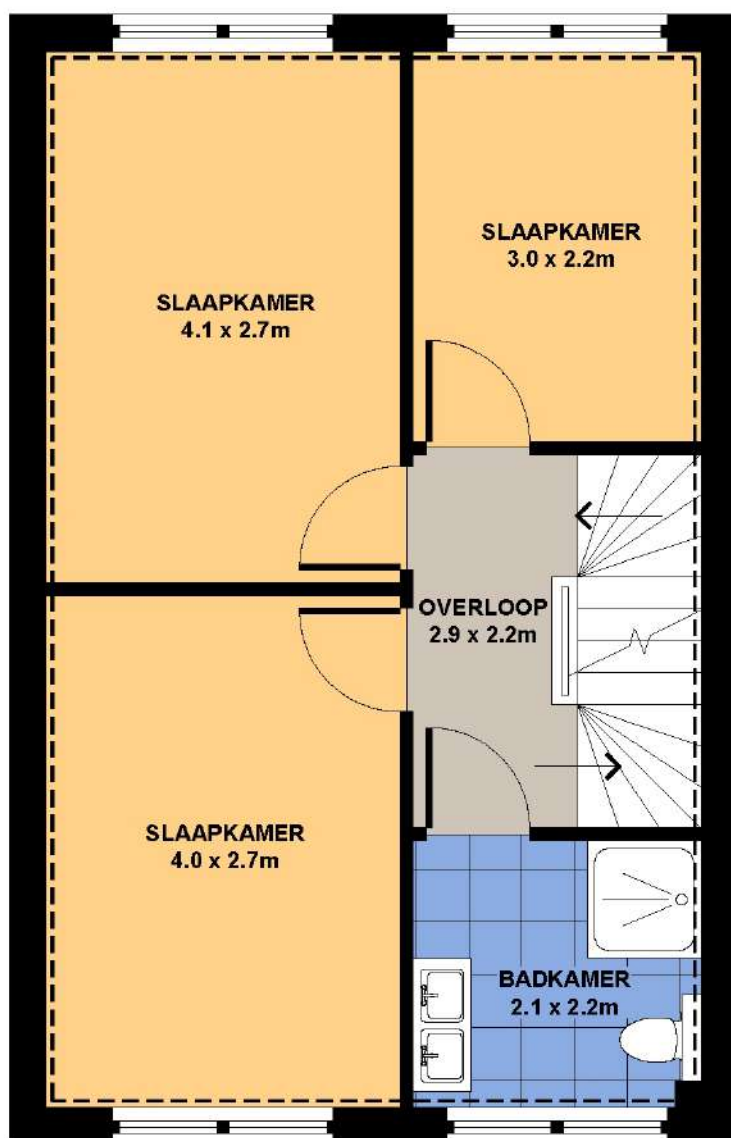 SLAAPKAMER
3.0 x 2.2m
SLAAPKAMER
4.1 x 2.7m
OVERLOOP
2.9 x 2.2m
SLAAPKAMER
4.0 x 2.7m
BADKAMER
2.1 x 2.2m